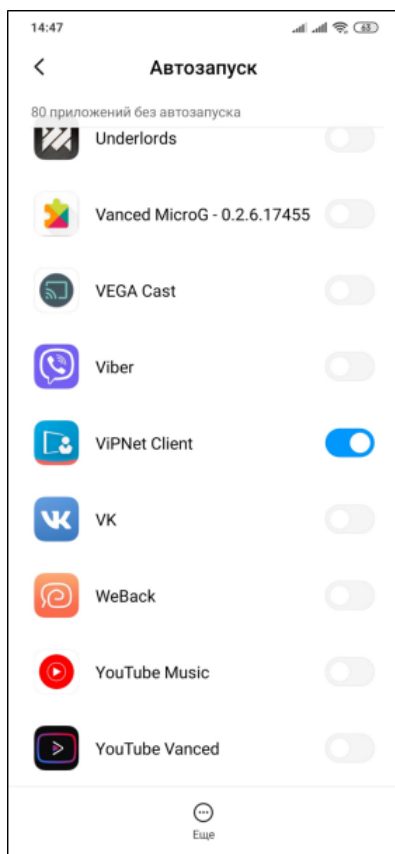 14:47
63
Автозапуск
80 приложений без автозапуска
Underlords
Vanced MicroG - 0.2.6.17455
VEGA Cast
Viber
ViPNet Client
VK
WeBack
YouTube Music
YouTube Vanced
Еще